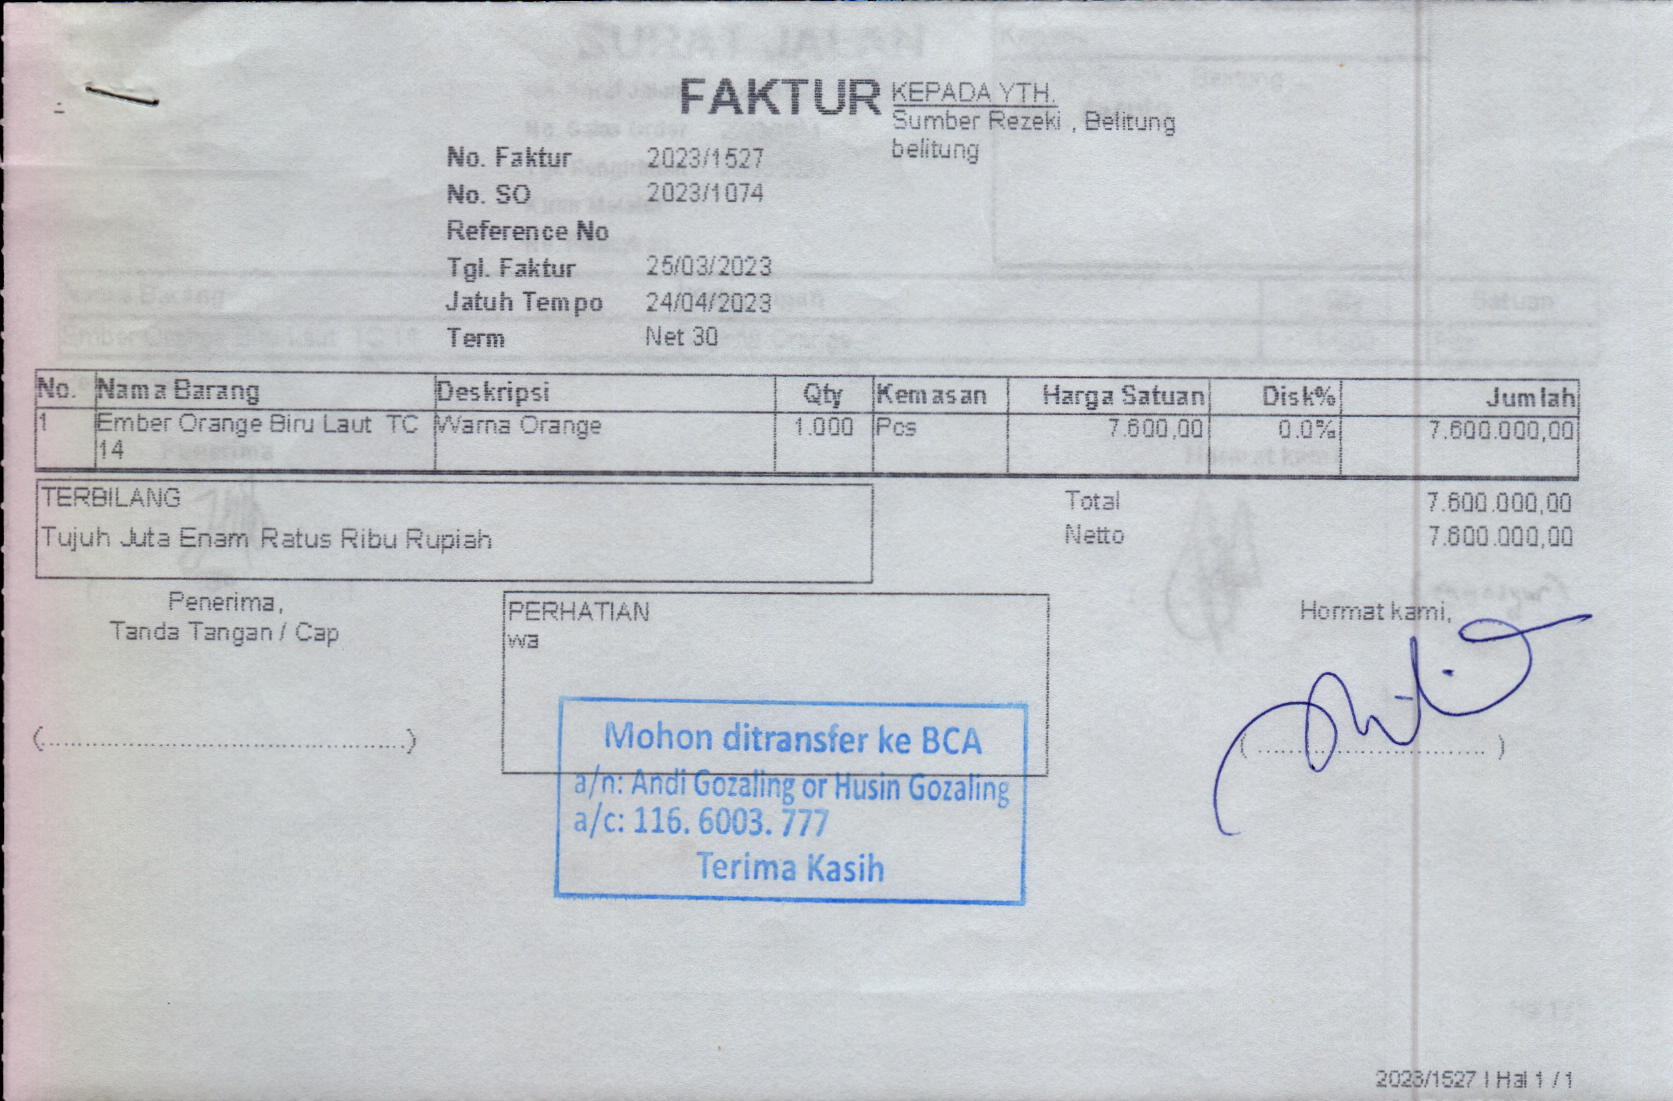 FAKTUR
KEPADA YTH.
Sumber Rezeki , Belitung
belitung
No. Faktur 2023/1527
No. SO 2023/1074
Reference No
Tgl. Faktur 25/03/2023
Jatuh Tempo 24/04/2023
Term Net 30
No. Nama Barang Deskripsi Qty Kemasan Harga Satuan Disk% Jumlah
1 Ember Orange Biru Laut TC Warna Orange 1.000 Pcs 7.600,00 0.0% 7.600.000,00
14
TERBILANG
Tujuh Juta Enam Ratus Ribu Rupiah
Total 7.600.000,00
Netto 7.600.000,00
Penerima,
Tanda Tangan / Cap
(............................................................)
PERHATIAN
wa
Hormat kami,
( ........................................ )
Mohon ditransfer ke BCA
a/n: Andi Gozaling or Husin Gozaling
a/c: 116. 6003. 777
Terima Kasih
2023/1527 | Hal 1 / 1